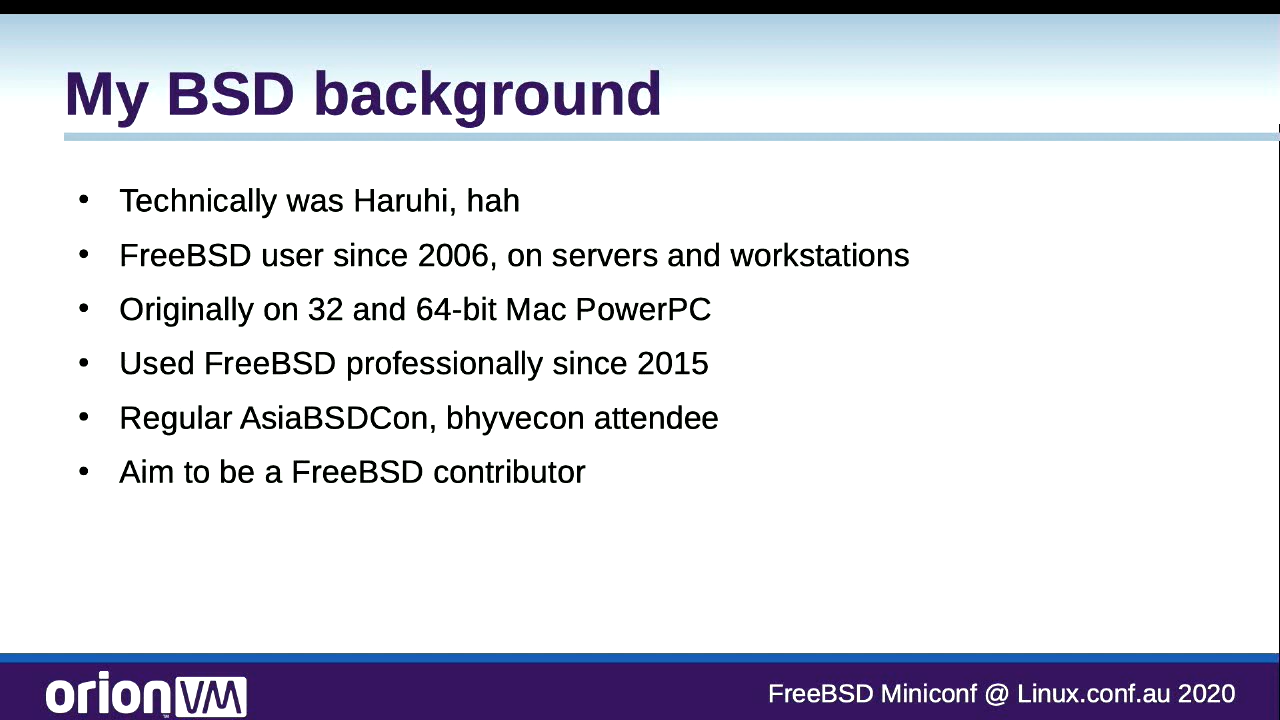 My BSD background
• Technically was Haruhi, hah
• FreeBSD user since 2006, on servers and workstations
• Originally on 32 and 64-bit Mac PowerPC
• Used FreeBSD professionally since 2015
• Regular AsiaBSDCon, bhyvecon attendee
• Aim to be a FreeBSD contributor
orionVM™
FreeBSD Miniconf @ Linux.conf.au 2020